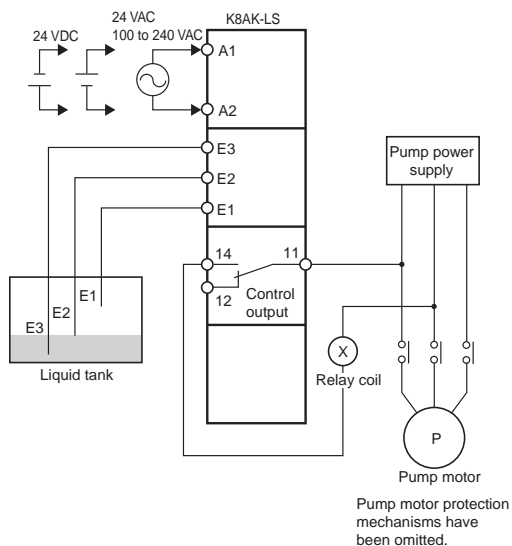 K8AK-LS
24 VAC
24 VDC
100 to 240 VAC
A1
A2
E3
E2
E1
Pump power
supply
14
11
12
Control
output
E1
E2
E3
Liquid tank
X
Relay coil
P
Pump motor
Pump motor protection
mechanisms have
been omitted.